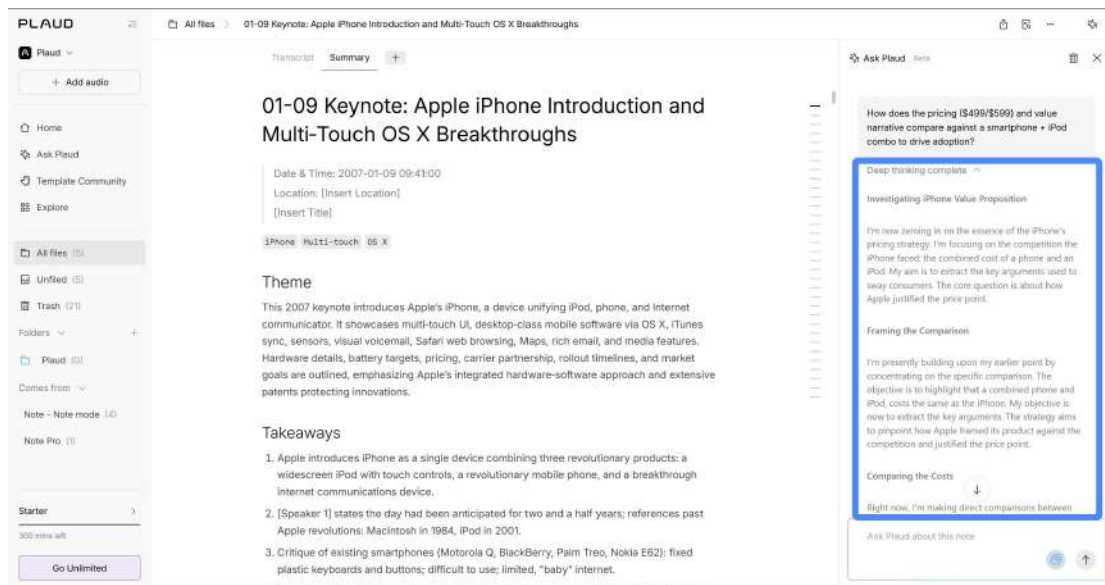 PLAUD
Plaud
+ Add audio
Home
Ask Plaud
Template Community
Explore
All files (5)
Unfiled (5)
Trash (21)
Folders
+
Plaud (0)
Comes from
Note - Note mode (4)
Note Pro (1)
Starter
300 mins left
Go Unlimited
All files
01-09 Keynote: Apple iPhone Introduction and Multi-Touch OS X Breakthroughs
Transcript Summary +
01-09 Keynote: Apple iPhone Introduction and
Multi-Touch OS X Breakthroughs
Date & Time: 2007-01-09 09:41:00
Location: [Insert Location]
[Insert Title]
iPhone Multi-touch OS X
Theme
This 2007 keynote introduces Apple's iPhone, a device unifying iPod, phone, and Internet
communicator. It showcases multi-touch UI, desktop-class mobile software via OS X, iTunes
sync, sensors, visual voicemail, Safari web browsing, Maps, rich email, and media features.
Hardware details, battery targets, pricing, carrier partnership, rollout timelines, and market
goals are outlined, emphasizing Apple's integrated hardware-software approach and extensive
patents protecting innovations.
Takeaways
1. Apple introduces iPhone as a single device combining three revolutionary products: a
widescreen iPod with touch controls, a revolutionary mobile phone, and a breakthrough
internet communications device.
2. [Speaker 1] states the day had been anticipated for two and a half years; references past
Apple revolutions: Macintosh in 1984, iPod in 2001.
3. Critique of existing smartphones (Motorola Q, BlackBerry, Palm Treo, Nokia E62): fixed
plastic keyboards and buttons; difficult to use; limited, "baby" internet.
Ask Plaud Beta
How does the pricing ($499/$599) and value
narrative compare against a smartphone + iPod
combo to drive adoption?
Deep thinking complete
Investigating iPhone Value Proposition
I'm now zeroing in on the essence of the iPhone's
pricing strategy. I'm focusing on the competition the
iPhone faced: the combined cost of a phone and an
iPod. My aim is to extract the key arguments used to
sway consumers. The core question is about how
Apple justified the price point.
Framing the Comparison
I'm presently building upon my earlier point by
concentrating on the specific comparison. The
objective is to highlight that a combined phone and
iPod, costs the same as the iPhone. My objective is
now to extract the key arguments. The strategy aims
to pinpoint how Apple framed its product against the
competition and justified the price point.
Comparing the Costs
Right now, I'm making direct comparisons between
Ask Plaud about this note